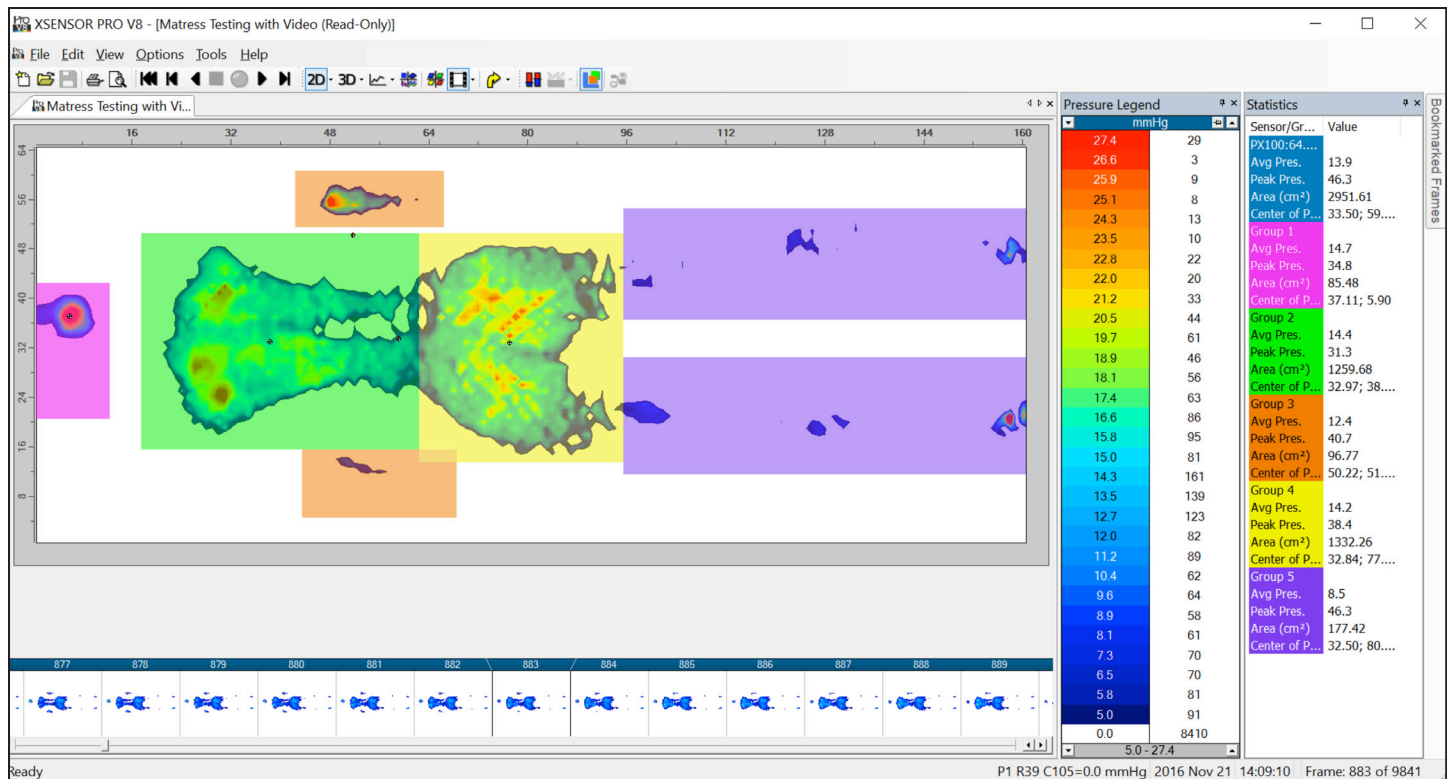 XSENSOR PRO V8 - [Matress Testing with Video (Read-Only)]
File Edit View Options Tools Help
2D 3D
Matress Testing with Vi...
16 32 48 64 80 96 112 128 144 160
64
56
48
40
32
24
16
8
877 878 879 880 881 882 883 884 885 886 887 888 889
Pressure Legend
mmHg
27.4 29
26.6 3
25.9 9
25.1 8
24.3 13
23.5 10
22.8 22
22.0 20
21.2 33
20.5 44
19.7 61
18.9 46
18.1 56
17.4 63
16.6 86
15.8 95
15.0 81
14.3 161
13.5 139
12.7 123
12.0 82
11.2 89
10.4 62
9.6 64
8.9 58
8.1 61
7.3 70
6.5 70
5.8 81
5.0 91
0.0 8410
5.0 - 27.4
Statistics
Sensor/Gr... Value
PX100:64....
Avg Pres. 13.9
Peak Pres. 46.3
Area (cm²) 2951.61
Center of P... 33.50; 59....
Group 1
Avg Pres. 14.7
Peak Pres. 34.8
Area (cm²) 85.48
Center of P... 37.11; 5.90
Group 2
Avg Pres. 14.4
Peak Pres. 31.3
Area (cm²) 1259.68
Center of P... 32.97; 38....
Group 3
Avg Pres. 12.4
Peak Pres. 40.7
Area (cm²) 96.77
Center of P... 50.22; 51....
Group 4
Avg Pres. 14.2
Peak Pres. 38.4
Area (cm²) 1332.26
Center of P... 32.84; 77....
Group 5
Avg Pres. 8.5
Peak Pres. 46.3
Area (cm²) 177.42
Center of P... 32.50; 80....
Bookmarked Frames
Ready
P1 R39 C105=0.0 mmHg 2016 Nov 21 14:09:10 Frame: 883 of 9841